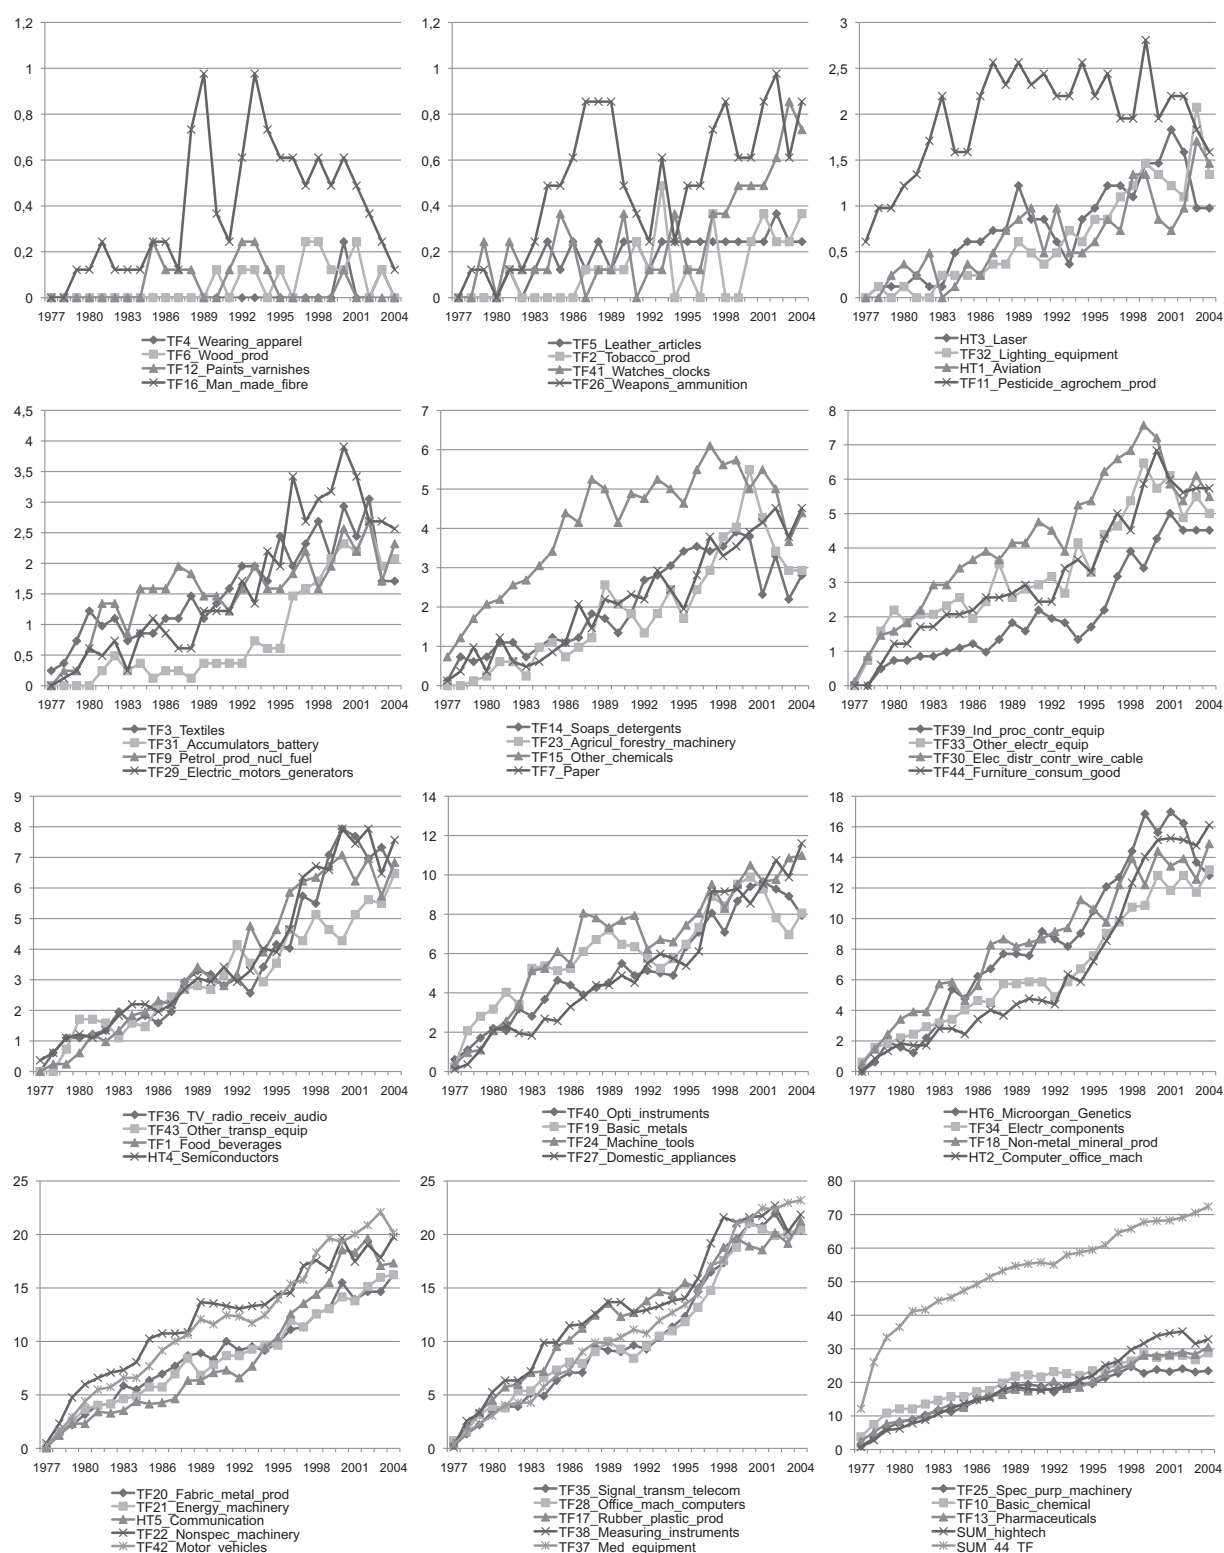 1,2
1
0,8
0,6
0,4
0,2
0
1977 1980 1983 1986 1989 1992 1995 1998 2001 2004
TF4_Wearing_apparel
TF6_Wood_prod
TF12_Paints_varnishes
TF16_Man_made_fibre
1,2
1
0,8
0,6
0,4
0,2
0
1977 1980 1983 1986 1989 1992 1995 1998 2001 2004
TF5_Leather_articles
TF2_Tobacco_prod
TF41_Watches_clocks
TF26_Weapons_ammunition
3
2,5
2
1,5
1
0,5
0
1977 1980 1983 1986 1989 1992 1995 1998 2001 2004
HT3_Laser
TF32_Lighting_equipment
HT1_Aviation
TF11_Pesticide_agrochem_prod
4,5
4
3,5
3
2,5
2
1,5
1
0,5
0
1977 1980 1983 1986 1989 1992 1995 1998 2001 2004
TF3_Textiles
TF31_Accumulators_battery
TF9_Petrol_prod_nucl_fuel
TF29_Electric_motors_generators
7
6
5
4
3
2
1
0
1977 1980 1983 1986 1989 1992 1995 1998 2001 2004
TF14_Soaps_detergents
TF23_Agricul_forestry_machinery
TF15_Other_chemicals
TF7_Paper
8
7
6
5
4
3
2
1
0
1977 1980 1983 1986 1989 1992 1995 1998 2001 2004
TF39_Ind_proc_contr_equip
TF33_Other_electr_equip
TF30_Elec_distr_contr_wire_cable
TF44_Furniture_consum_good
9
8
7
6
5
4
3
2
1
0
1977 1980 1983 1986 1989 1992 1995 1998 2001 2004
TF36_TV_radio_receiv_audio
TF43_Other_transp_equip
TF1_Food_beverages
HT4_Semiconductors
14
12
10
8
6
4
2
0
1977 1980 1983 1986 1989 1992 1995 1998 2001 2004
TF40_Opti_instruments
TF19_Basic_metals
TF24_Machine_tools
TF27_Domestic_appliances
18
16
14
12
10
8
6
4
2
0
1977 1980 1983 1986 1989 1992 1995 1998 2001 2004
HT6_Microorgan_Genetics
TF34_Electr_components
TF18_Non-metal_mineral_prod
HT2_Computer_office_mach
25
20
15
10
5
0
1977 1980 1983 1986 1989 1992 1995 1998 2001 2004
TF20_Fabric_metal_prod
TF21_Energy_machinery
HT5_Communication
TF22_Nonspec_machinery
TF42_Motor_vehicles
25
20
15
10
5
0
1977 1980 1983 1986 1989 1992 1995 1998 2001 2004
TF35_Signal_transm_telecom
TF28_Office_mach_computers
TF17_Rubber_plastic_prod
TF38_Measuring_instruments
TF37_Med_equipment
80
70
60
50
40
30
20
10
0
1977 1980 1983 1986 1989 1992 1995 1998 2001 2004
TF25_Spec_purp_machinery
TF10_Basic_chemical
TF13_Pharmaceuticals
SUM_hightech
SUM_44_TF